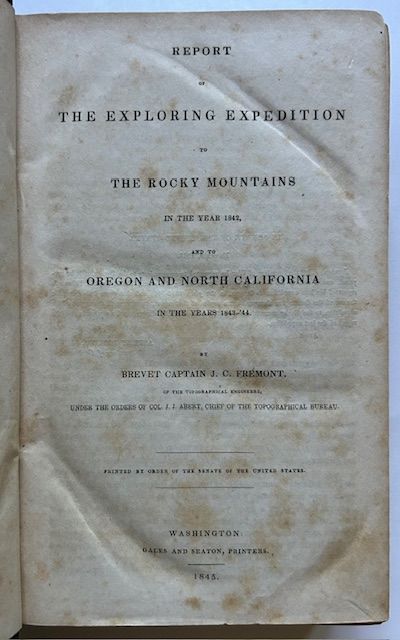 REPORT
OF
THE EXPLORING EXPEDITION
TO
THE ROCKY MOUNTAINS
IN THE YEAR 1842,
AND TO
OREGON AND NORTH CALIFORNIA
IN THE YEARS 1843-'44.
BY
BREVET CAPTAIN J. C. FRÉMONT,
OF THE TOPOGRAPHICAL ENGINEERS,
UNDER THE ORDERS OF COL. J. J. ABERT, CHIEF OF THE TOPOGRAPHICAL BUREAU.
PRINTED BY ORDER OF THE SENATE OF THE UNITED STATES.
WASHINGTON:
GALES AND SEATON, PRINTERS.
1845.